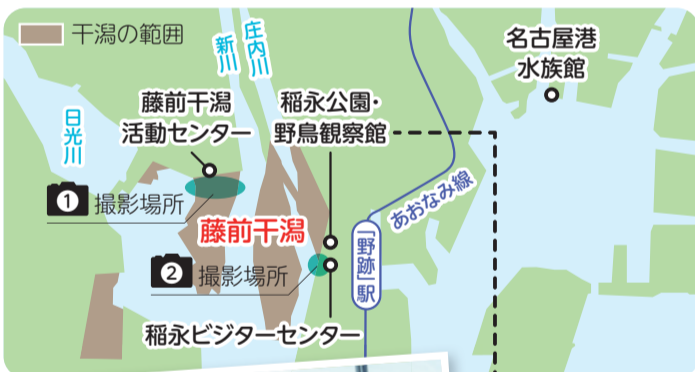 干潟の範囲
新川
庄内川
名古屋港
水族館
藤前干潟
活動センター
稲永公園・
野鳥観察館
日光川
1 撮影場所
あおなみ線
藤前干潟
「野跡」駅
2 撮影場所
稲永ビジターセンター